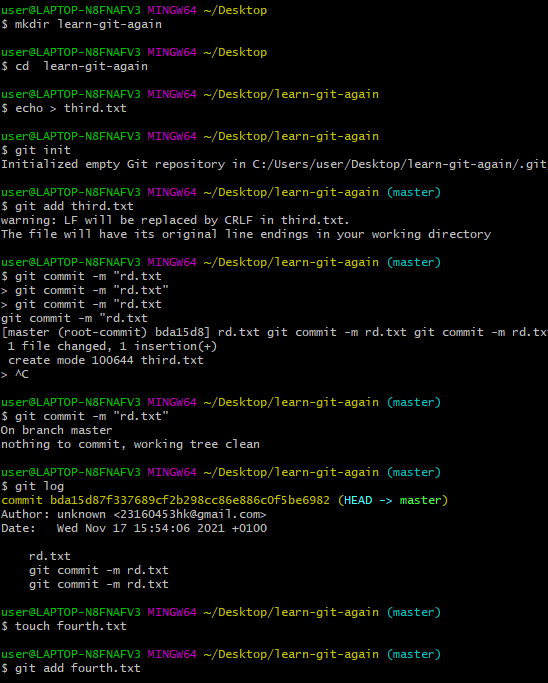 user@LAPTOP-N8FNAFV3 MINGW64 ~/Desktop
$ mkdir learn-git-again
user@LAPTOP-N8FNAFV3 MINGW64 ~/Desktop
$ cd  learn-git-again
user@LAPTOP-N8FNAFV3 MINGW64 ~/Desktop/learn-git-again
$ echo > third.txt
user@LAPTOP-N8FNAFV3 MINGW64 ~/Desktop/learn-git-again
$ git init
Initialized empty Git repository in C:/Users/user/Desktop/learn-git-again/.git
user@LAPTOP-N8FNAFV3 MINGW64 ~/Desktop/learn-git-again (master)
$ git add third.txt
warning: LF will be replaced by CRLF in third.txt.
The file will have its original line endings in your working directory
user@LAPTOP-N8FNAFV3 MINGW64 ~/Desktop/learn-git-again (master)
$ git commit -m "rd.txt
> git commit -m "rd.txt"
> git commit -m "rd.txt
git commit -m "rd.txt
[master (root-commit) bda15d8] rd.txt git commit -m rd.txt git commit -m rd.tx
 1 file changed, 1 insertion(+)
 create mode 100644 third.txt
> ^C
user@LAPTOP-N8FNAFV3 MINGW64 ~/Desktop/learn-git-again (master)
$ git commit -m "rd.txt"
On branch master
nothing to commit, working tree clean
user@LAPTOP-N8FNAFV3 MINGW64 ~/Desktop/learn-git-again (master)
$ git log
commit bda15d87f337689cf2b298cc86e886c0f5be6982 (HEAD -> master)
Author: unknown <23160453hk@gmail.com>
Date:   Wed Nov 17 15:54:06 2021 +0100
    rd.txt
    git commit -m rd.txt
    git commit -m rd.txt
user@LAPTOP-N8FNAFV3 MINGW64 ~/Desktop/learn-git-again (master)
$ touch fourth.txt
user@LAPTOP-N8FNAFV3 MINGW64 ~/Desktop/learn-git-again (master)
$ git add fourth.txt